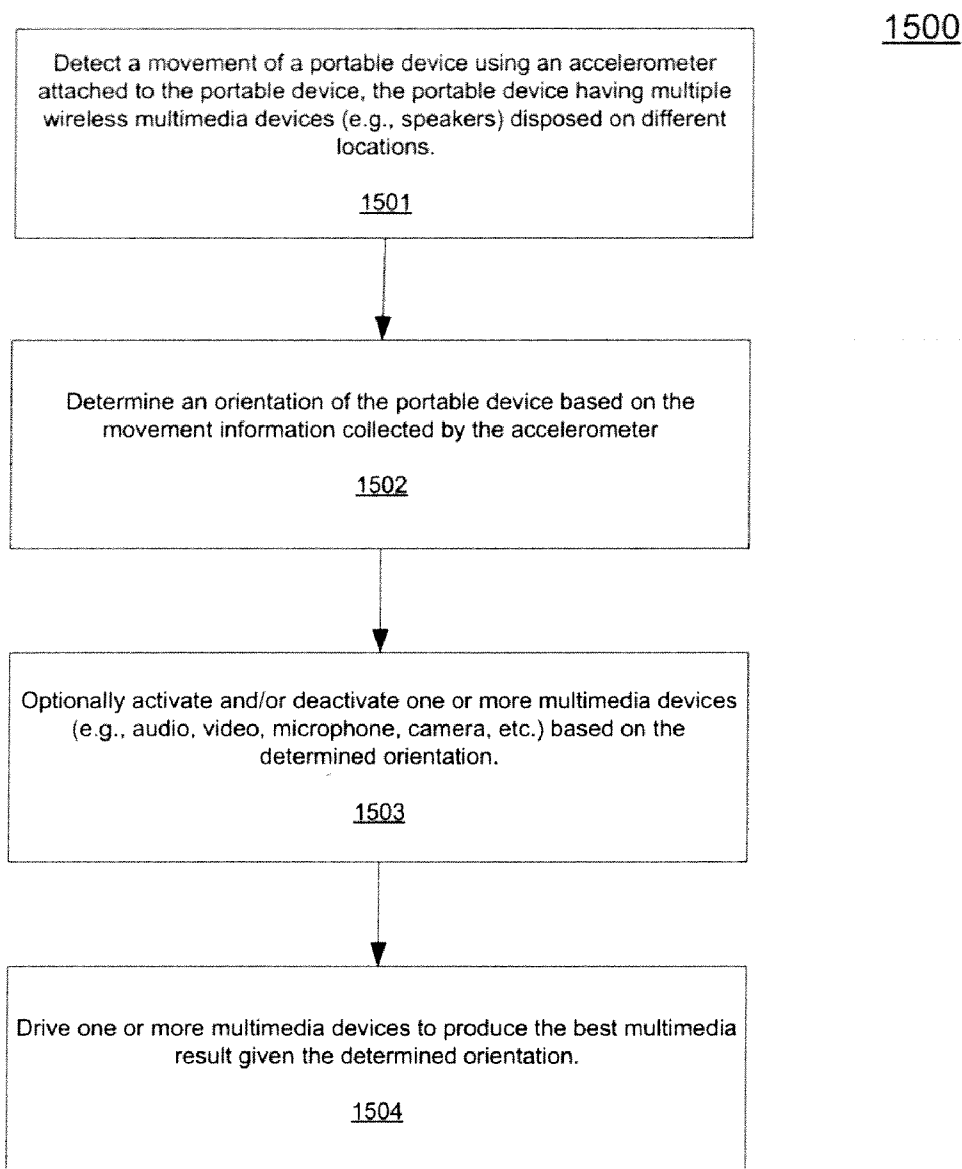 1500
Detect a movement of a portable device using an accelerometer
attached to the portable device, the portable device having multiple
wireless multimedia devices (e.g., speakers) disposed on different
locations.
1501
Determine an orientation of the portable device based on the
movement information collected by the accelerometer
1502
Optionally activate and/or deactivate one or more multimedia devices
(e.g., audio, video, microphone, camera, etc.) based on the
determined orientation.
1503
Drive one or more multimedia devices to produce the best multimedia
result given the determined orientation.
1504